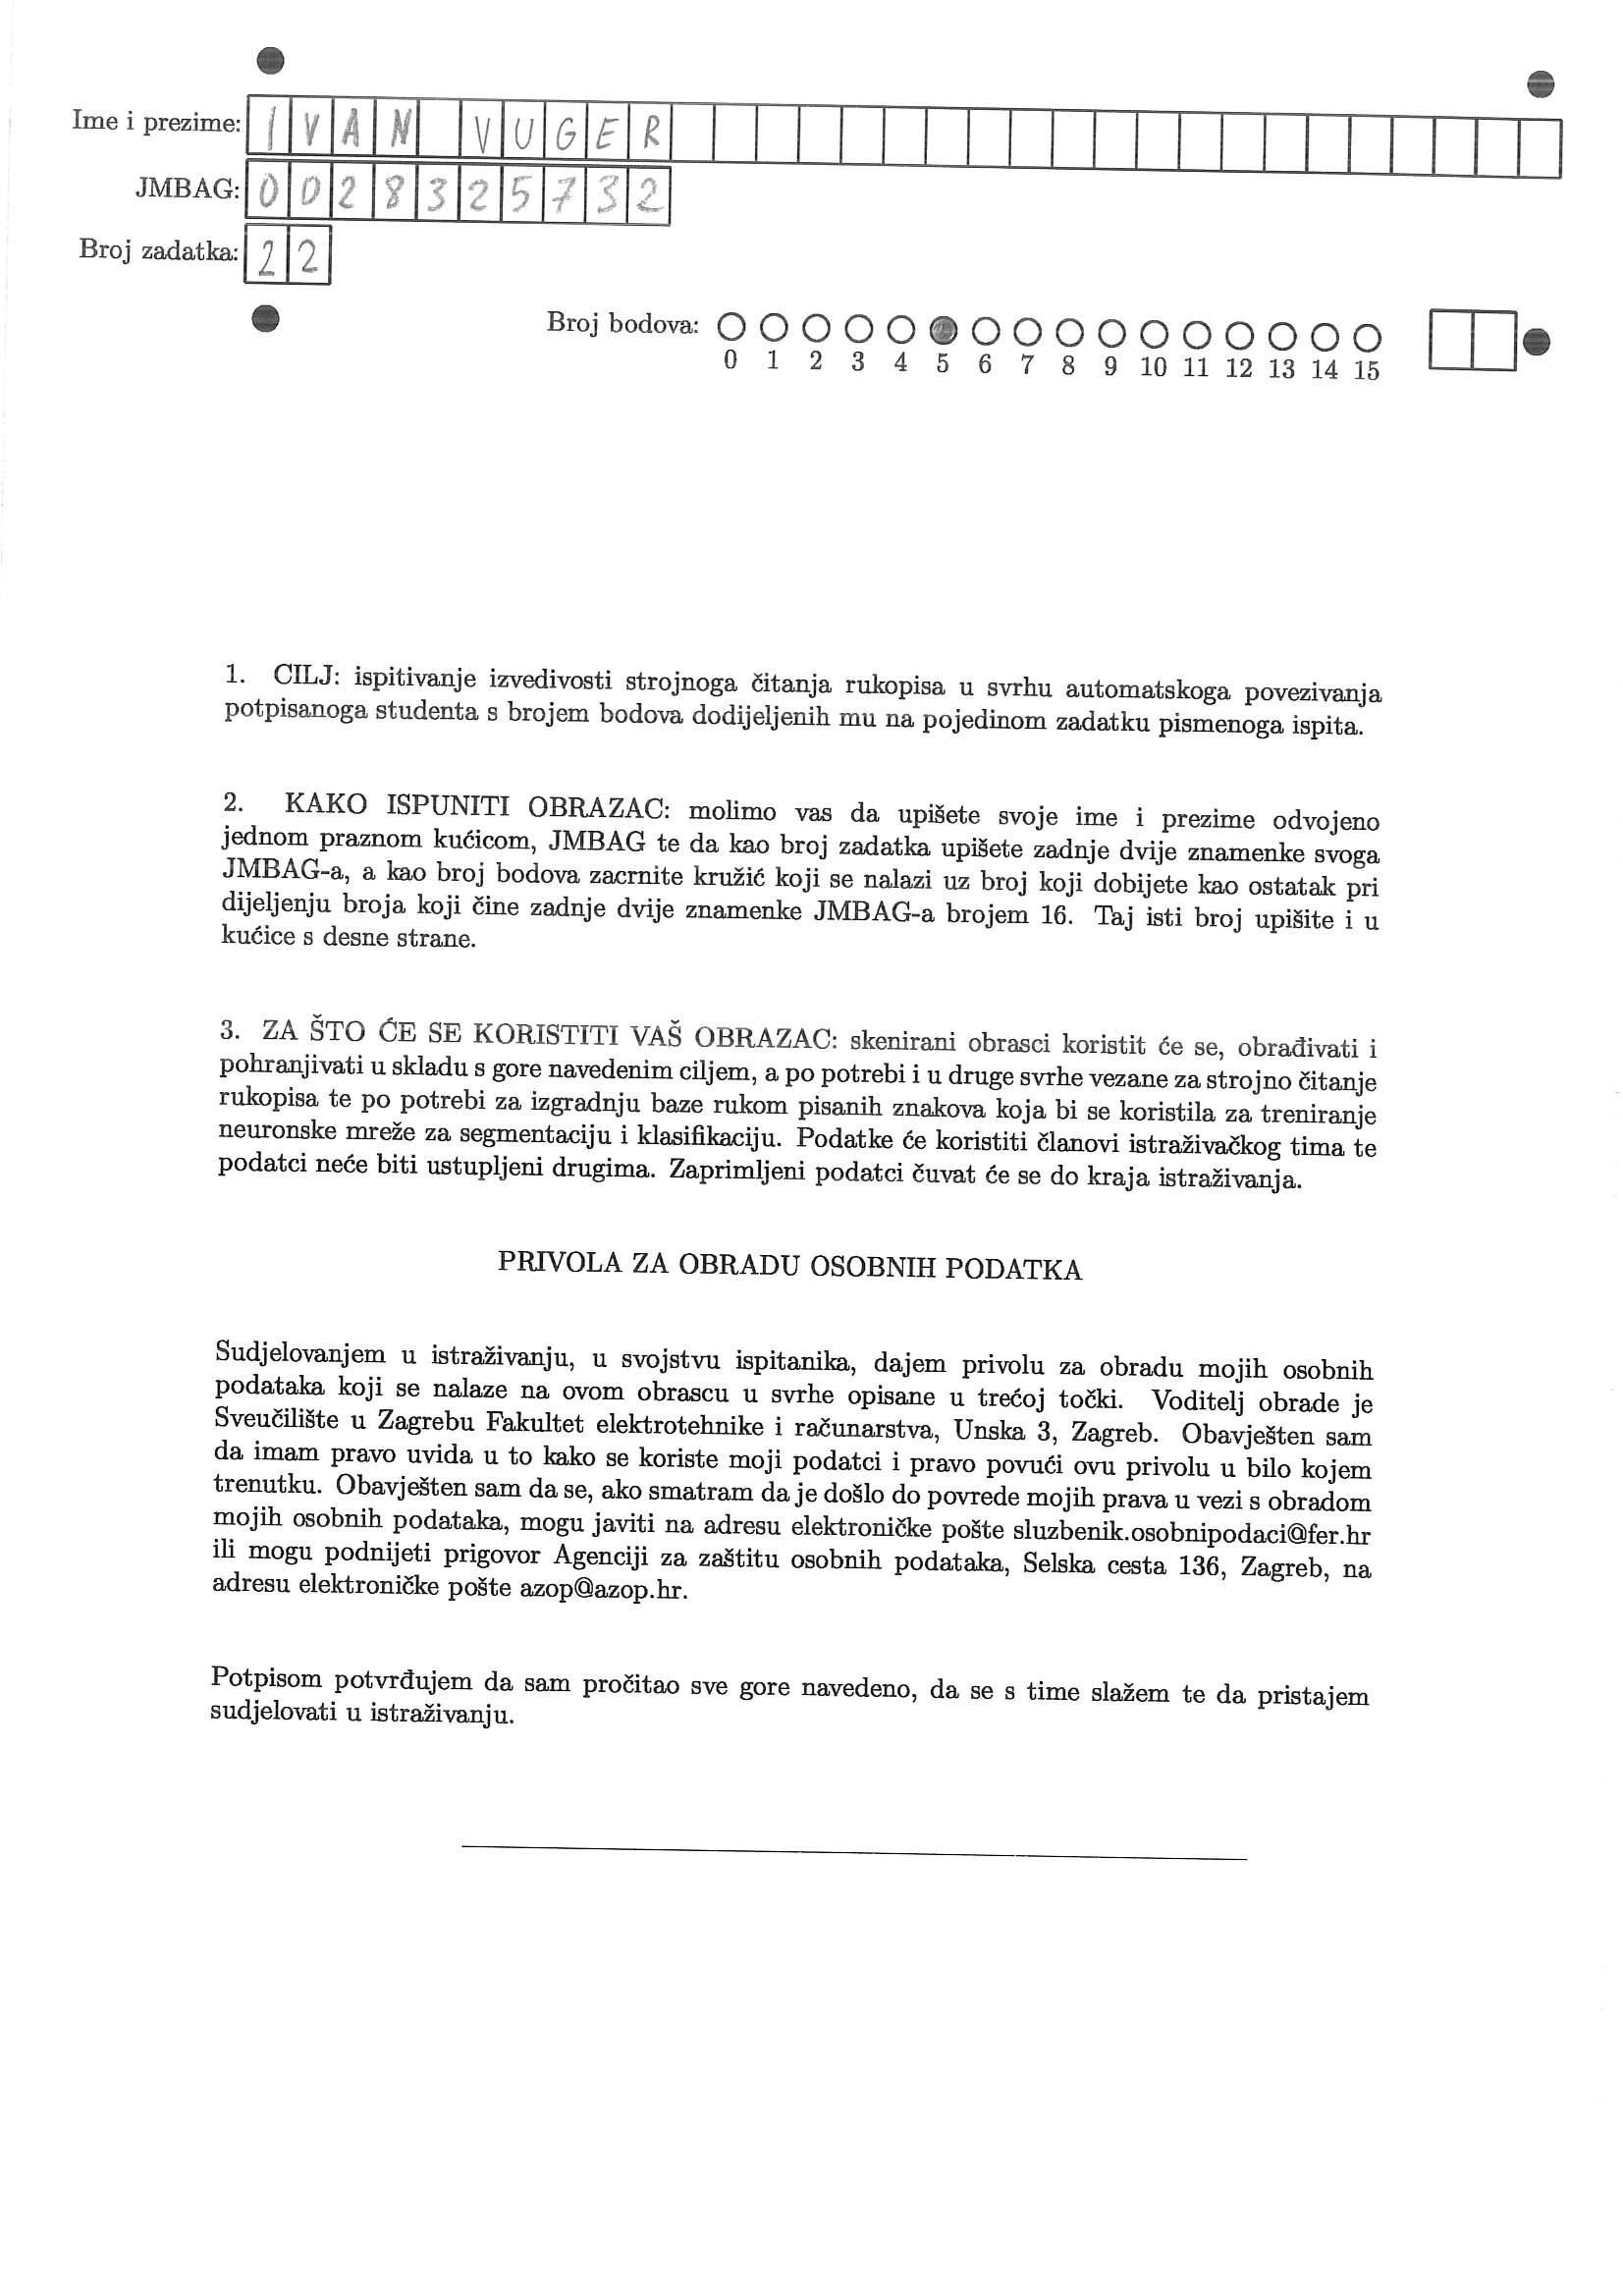 Ime i prezime: IVAN VUGER
JMBAG: 0028325732
Broj zadatka: 22
Broj bodova:
0 1 2 3 4 5 6 7 8 9 10 11 12 13 14 15
1. CILJ: ispitivanje izvedivosti strojnoga čitanja rukopisa u svrhu automatskoga povezivanja
potpisanoga studenta s brojem bodova dodijeljenih mu na pojedinom zadatku pismenoga ispita.
2. KAKO ISPUNITI OBRAZAC: molimo vas da upišete svoje ime i prezime odvojeno
jednom praznom kućicom, JMBAG te da kao broj zadatka upišete zadnje dvije znamenke svoga
JMBAG-a, a kao broj bodova zacrnite kružić koji se nalazi uz broj koji dobijete kao ostatak pri
dijeljenju broja koji čine zadnje dvije znamenke JMBAG-a brojem 16. Taj isti broj upišite i u
kućice s desne strane.
3. ZA ŠTO ĆE SE KORISTITI VAŠ OBRAZAC: skenirani obrasci koristit će se, obrađivati i
pohranjivati u skladu s gore navedenim ciljem, a po potrebi i u druge svrhe vezane za strojno čitanje
rukopisa te po potrebi za izgradnju baze rukom pisanih znakova koja bi se koristila za treniranje
neuronske mreže za segmentaciju i klasifikaciju. Podatke će koristiti članovi istraživačkog tima te
podatci neće biti ustupljeni drugima. Zaprimljeni podatci čuvat će se do kraja istraživanja.
PRIVOLA ZA OBRADU OSOBNIH PODATKA
Sudjelovanjem u istraživanju, u svojstvu ispitanika, dajem privolu za obradu mojih osobnih
podataka koji se nalaze na ovom obrascu u svrhe opisane u trećoj točki. Voditelj obrade je
Sveučilište u Zagrebu Fakultet elektrotehnike i računarstva, Unska 3, Zagreb. Obavješten sam
da imam pravo uvida u to kako se koriste moji podatci i pravo povući ovu privolu u bilo kojem
trenutku. Obavješten sam da se, ako smatram da je došlo do povrede mojih prava u vezi s obradom
mojih osobnih podataka, mogu javiti na adresu elektroničke pošte sluzbenik.osobnipodaci@fer.hr
ili mogu podnijeti prigovor Agenciji za zaštitu osobnih podataka, Selska cesta 136, Zagreb, na
adresu elektroničke pošte azop@azop.hr.
Potpisom potvrđujem da sam pročitao sve gore navedeno, da se s time slažem te da pristajem
sudjelovati u istraživanju.